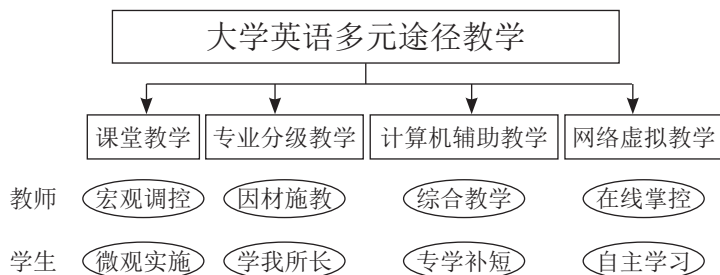 大学英语多元途径教学
课堂教学 专业分级教学 计算机辅助教学 网络虚拟教学
教师 宏观调控 因材施教 综合教学 在线掌控
学生 微观实施 学我所长 专学补短 自主学习